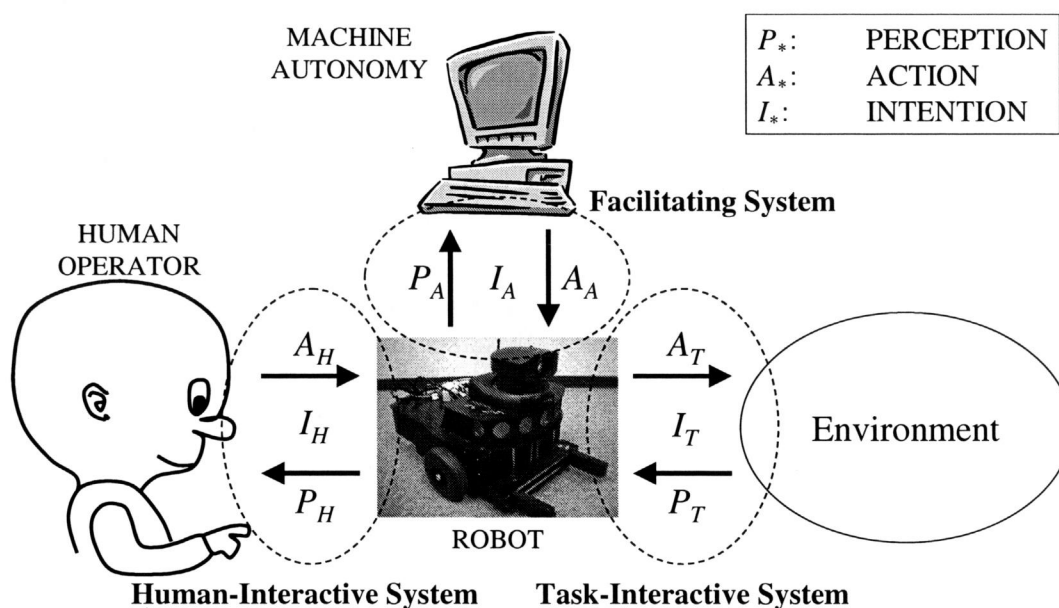 MACHINE
AUTONOMY
P*: PERCEPTION
A*: ACTION
I*: INTENTION
Facilitating System
HUMAN
OPERATOR
P_A I_A A_A
A_H A_T
I_H I_T Environment
P_H P_T
ROBOT
Human-Interactive System Task-Interactive System